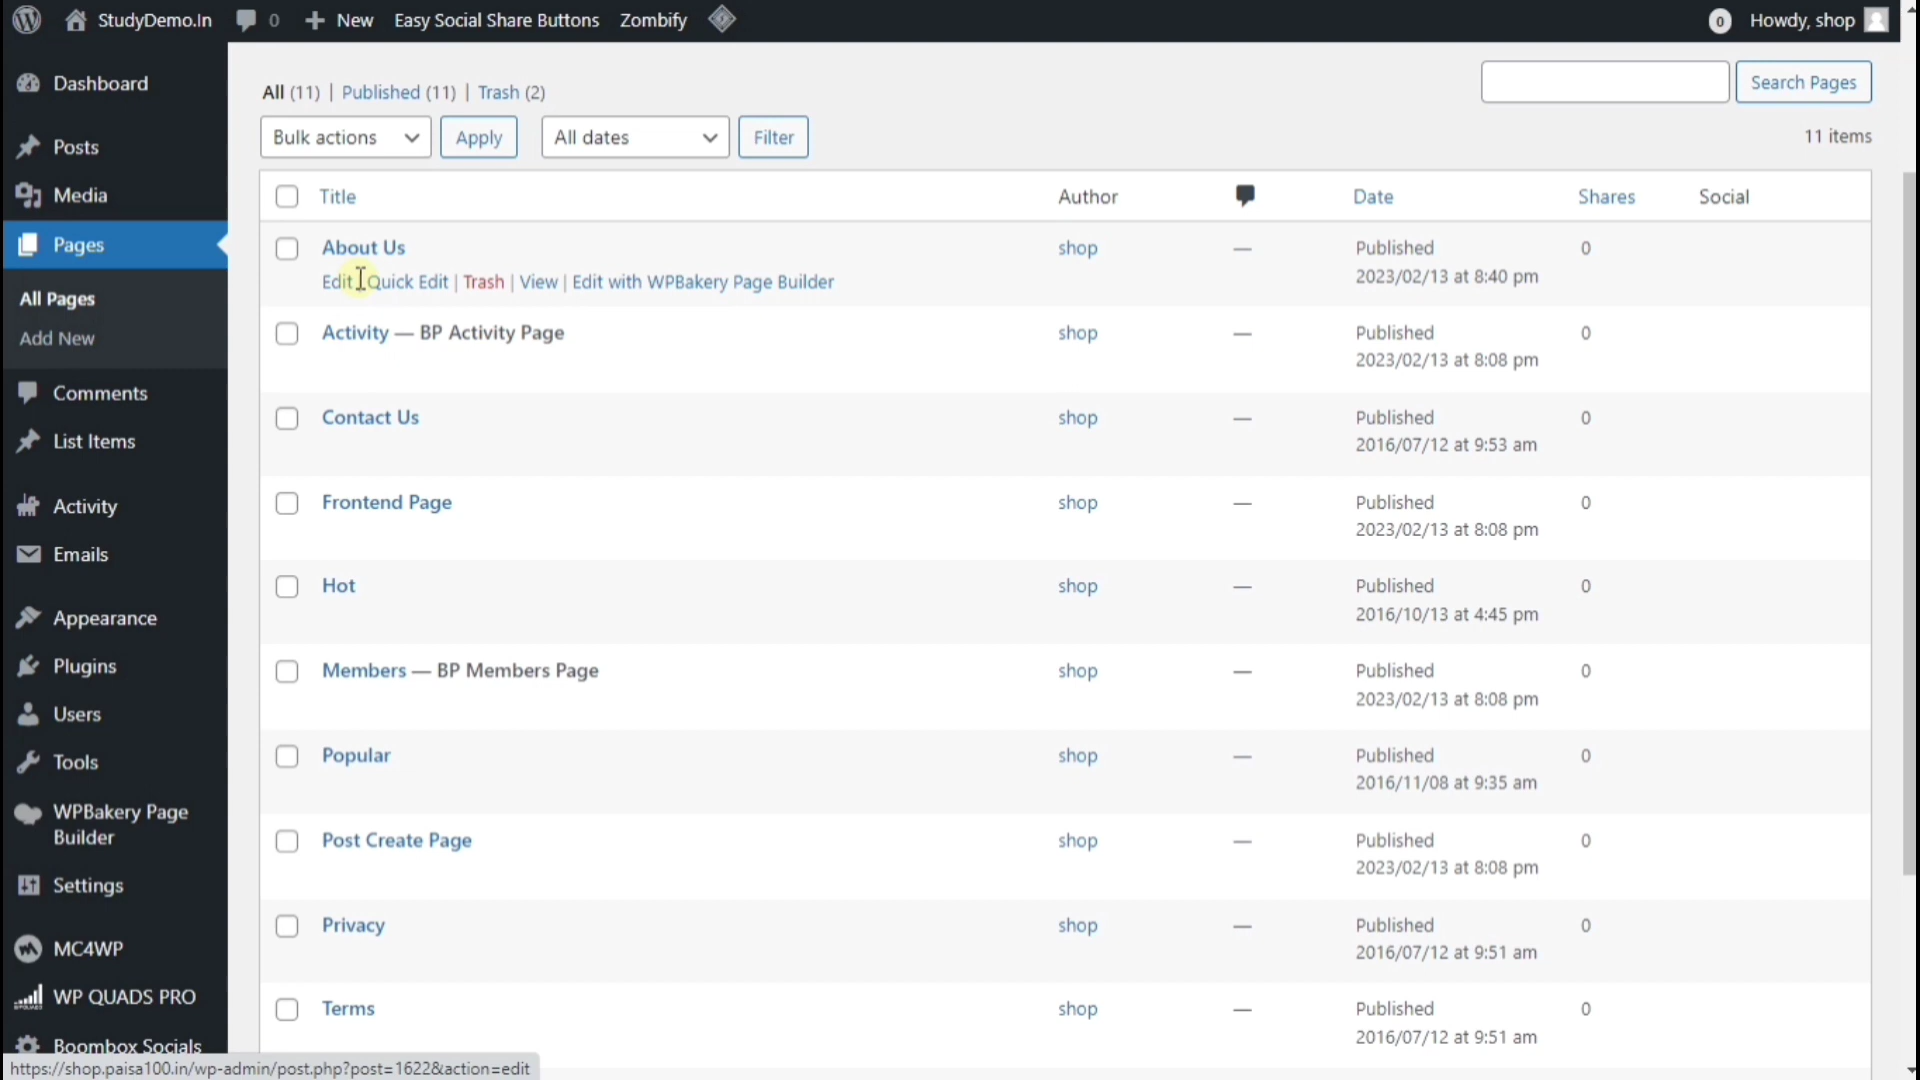 StudyDemo.In 0 New Easy Social Share Buttons Zombify 0 Howdy, shop
Dashboard
Posts
Media
Pages
All Pages
Add New
Comments
List Items
Activity
Emails
Appearance
Plugins
Users
Tools
WPBakery Page
Builder
Settings
MC4WP
WP QUADS PRO
Boombox Socials
All (11) | Published (11) | Trash (2)
Search Pages
Bulk actions Apply All dates Filter
11 items
Title Author Date Shares Social
About Us shop — Published 0
Edit | Quick Edit | Trash | View | Edit with WPBakery Page Builder 2023/02/13 at 8:40 pm
Activity — BP Activity Page shop — Published 0
2023/02/13 at 8:08 pm
Contact Us shop — Published 0
2016/07/12 at 9:53 am
Frontend Page shop — Published 0
2023/02/13 at 8:08 pm
Hot shop — Published 0
2016/10/13 at 4:45 pm
Members — BP Members Page shop — Published 0
2023/02/13 at 8:08 pm
Popular shop — Published 0
2016/11/08 at 9:35 am
Post Create Page shop — Published 0
2023/02/13 at 8:08 pm
Privacy shop — Published 0
2016/07/12 at 9:51 am
Terms shop — Published 0
2016/07/12 at 9:51 am
https://shop.paisa100.in/wp-admin/post.php?post=1622&action=edit